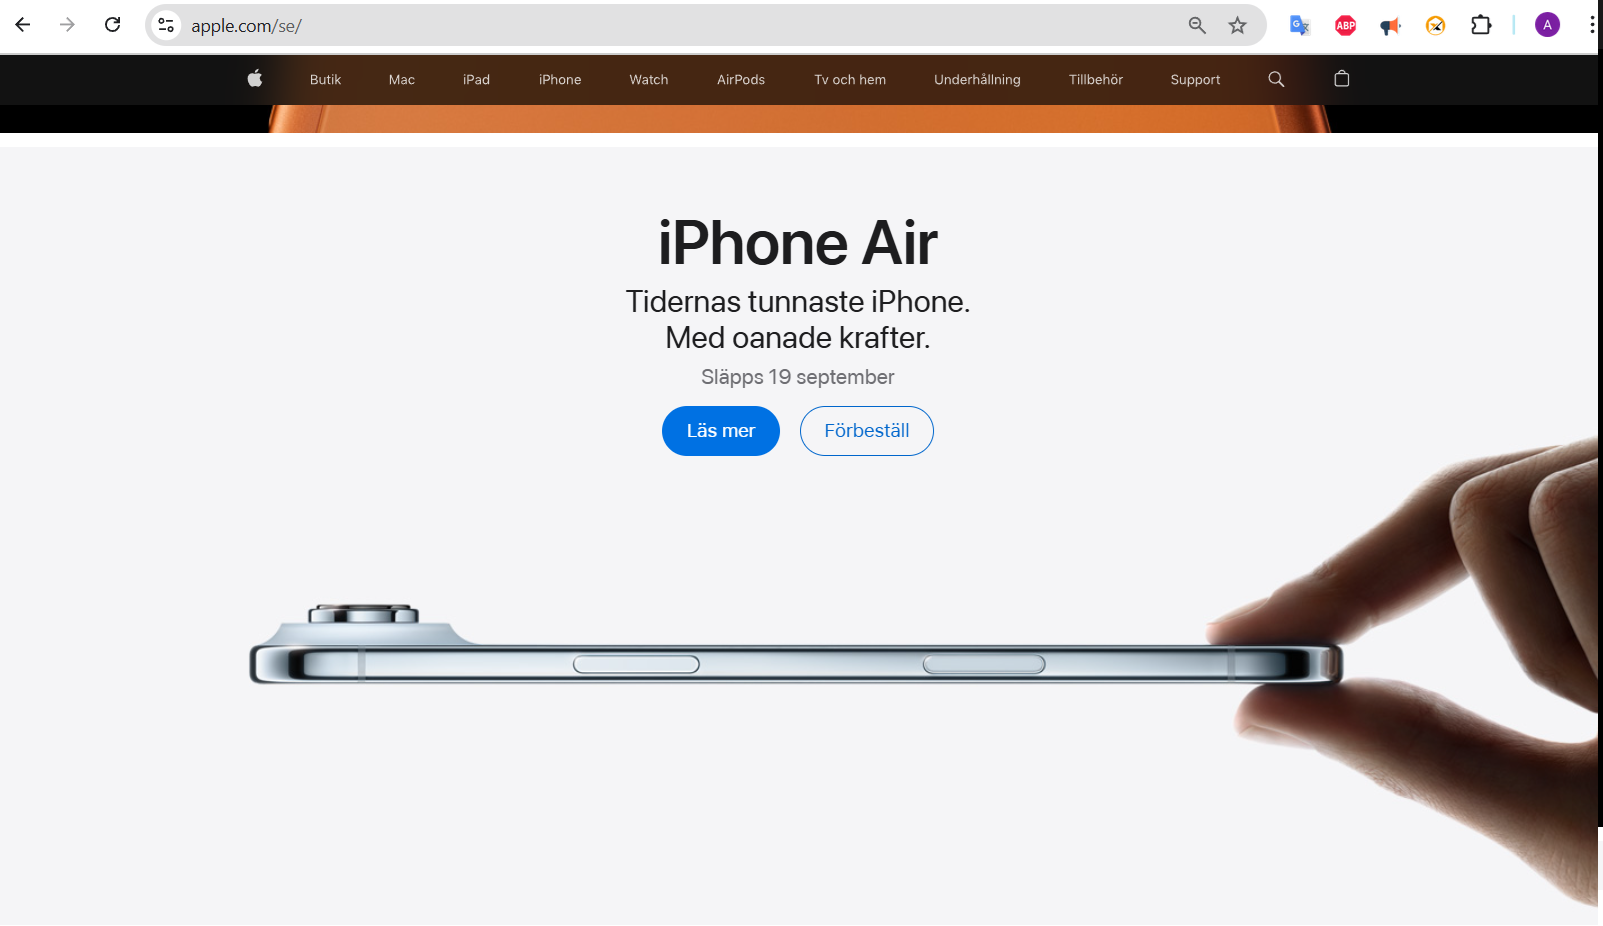 apple.com/se/
ABP
A
Butik Mac iPad iPhone Watch AirPods Tv och hem Underhållning Tillbehör Support
iPhone Air
Tidernas tunnaste iPhone.
Med oanade krafter.
Släpps 19 september
Läs mer Förbeställ